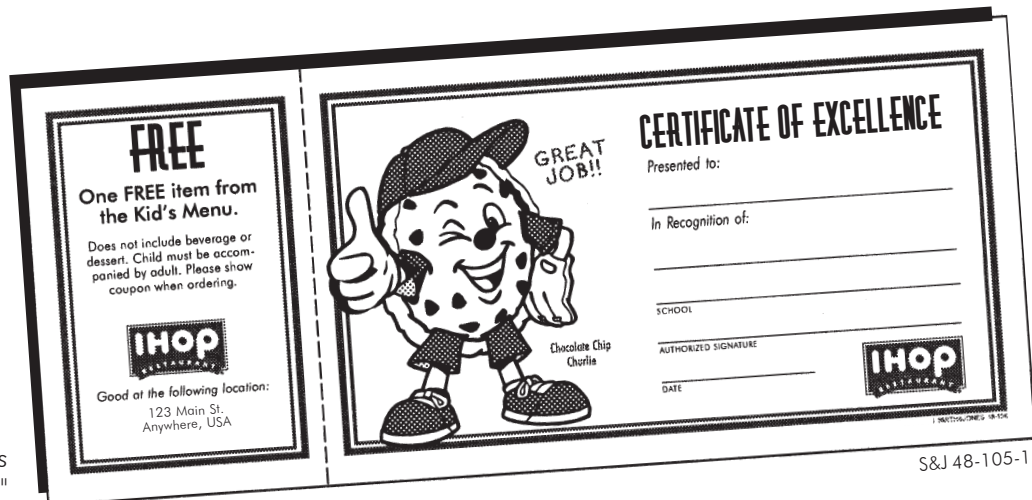 FREE
One FREE item from
the Kid's Menu.
Does not include beverage or
dessert. Child must be accom-
panied by adult. Please show
coupon when ordering.
IHOP
RESTAURANT
Good at the following location:
123 Main St.
Anywhere, USA
GREAT
JOB!!
Chocolate Chip
Charlie
CERTIFICATE OF EXCELLENCE
Presented to:
In Recognition of:
SCHOOL
AUTHORIZED SIGNATURE
DATE
IHOP
RESTAURANT
S&J 48-105-1